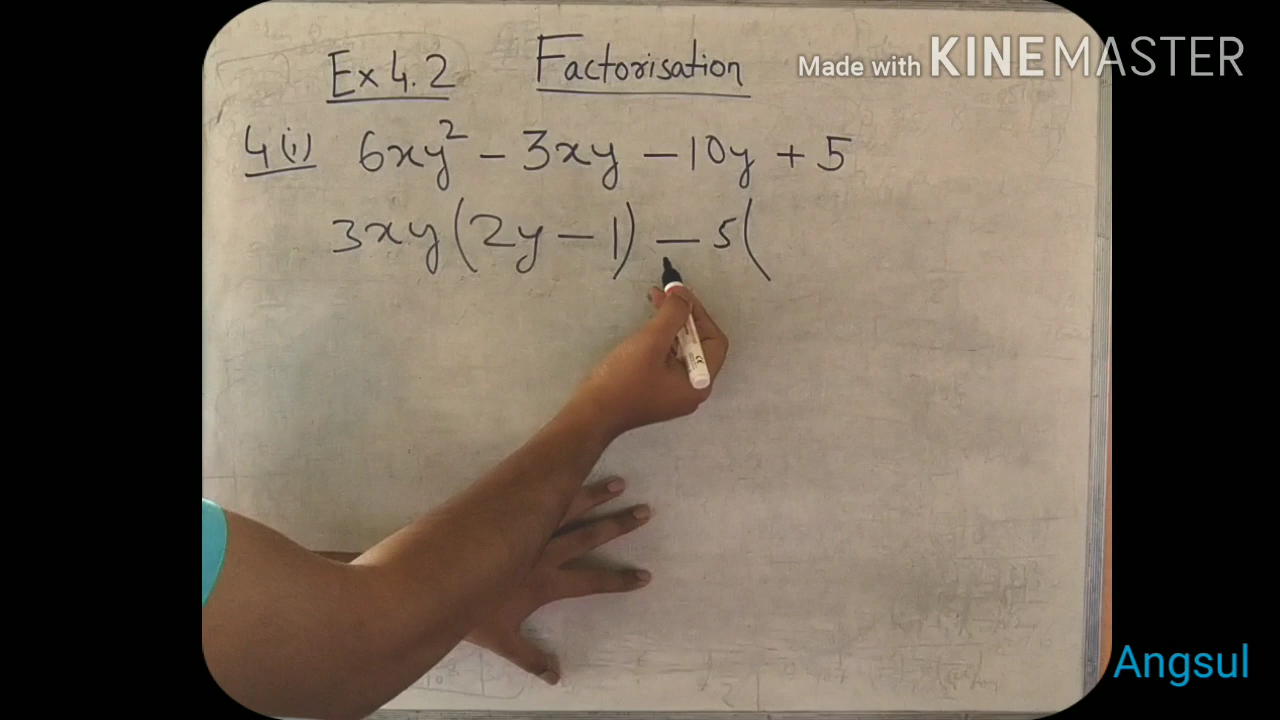 Made with KINEMASTER
Ex 4.2 Factorisation
4(i) 6xy² – 3xy – 10y + 5
3xy(2y – 1) – 5(
Angsul